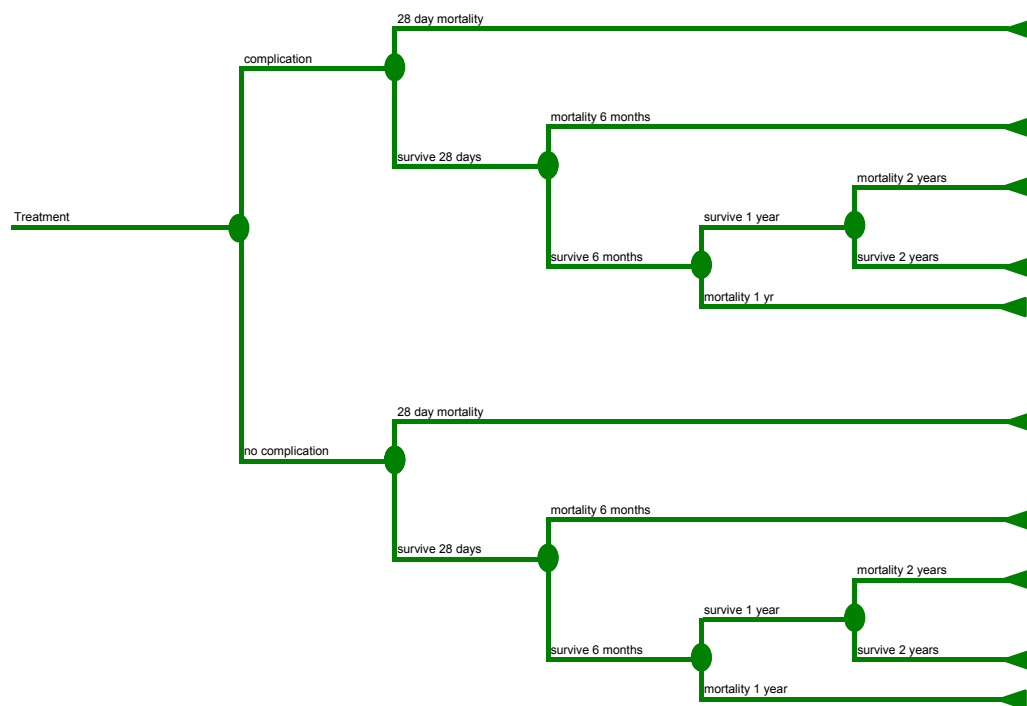 28 day mortality
complication
mortality 6 months
survive 28 days
mortality 2 years
Treatment
survive 1 year
survive 6 months
survive 2 years
mortality 1 yr
28 day mortality
no complication
mortality 6 months
survive 28 days
mortality 2 years
survive 1 year
survive 6 months
survive 2 years
mortality 1 year